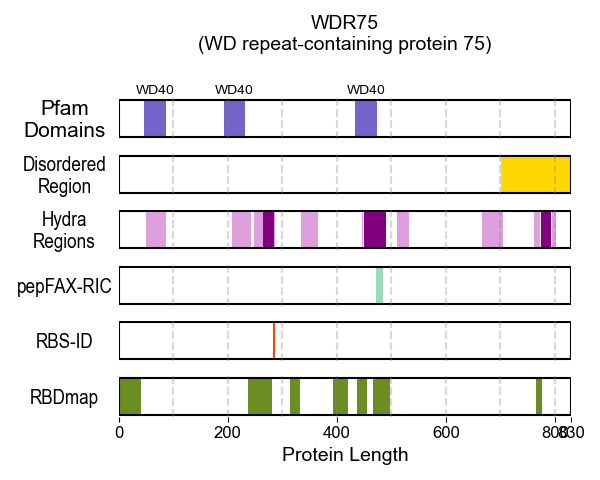 WDR75
(WD repeat-containing protein 75)
WD40 WD40 WD40
Pfam
Domains
Disordered
Region
Hydra
Regions
pepFAX-RIC
RBS-ID
RBDmap
0 200 400 600 800 830
Protein Length